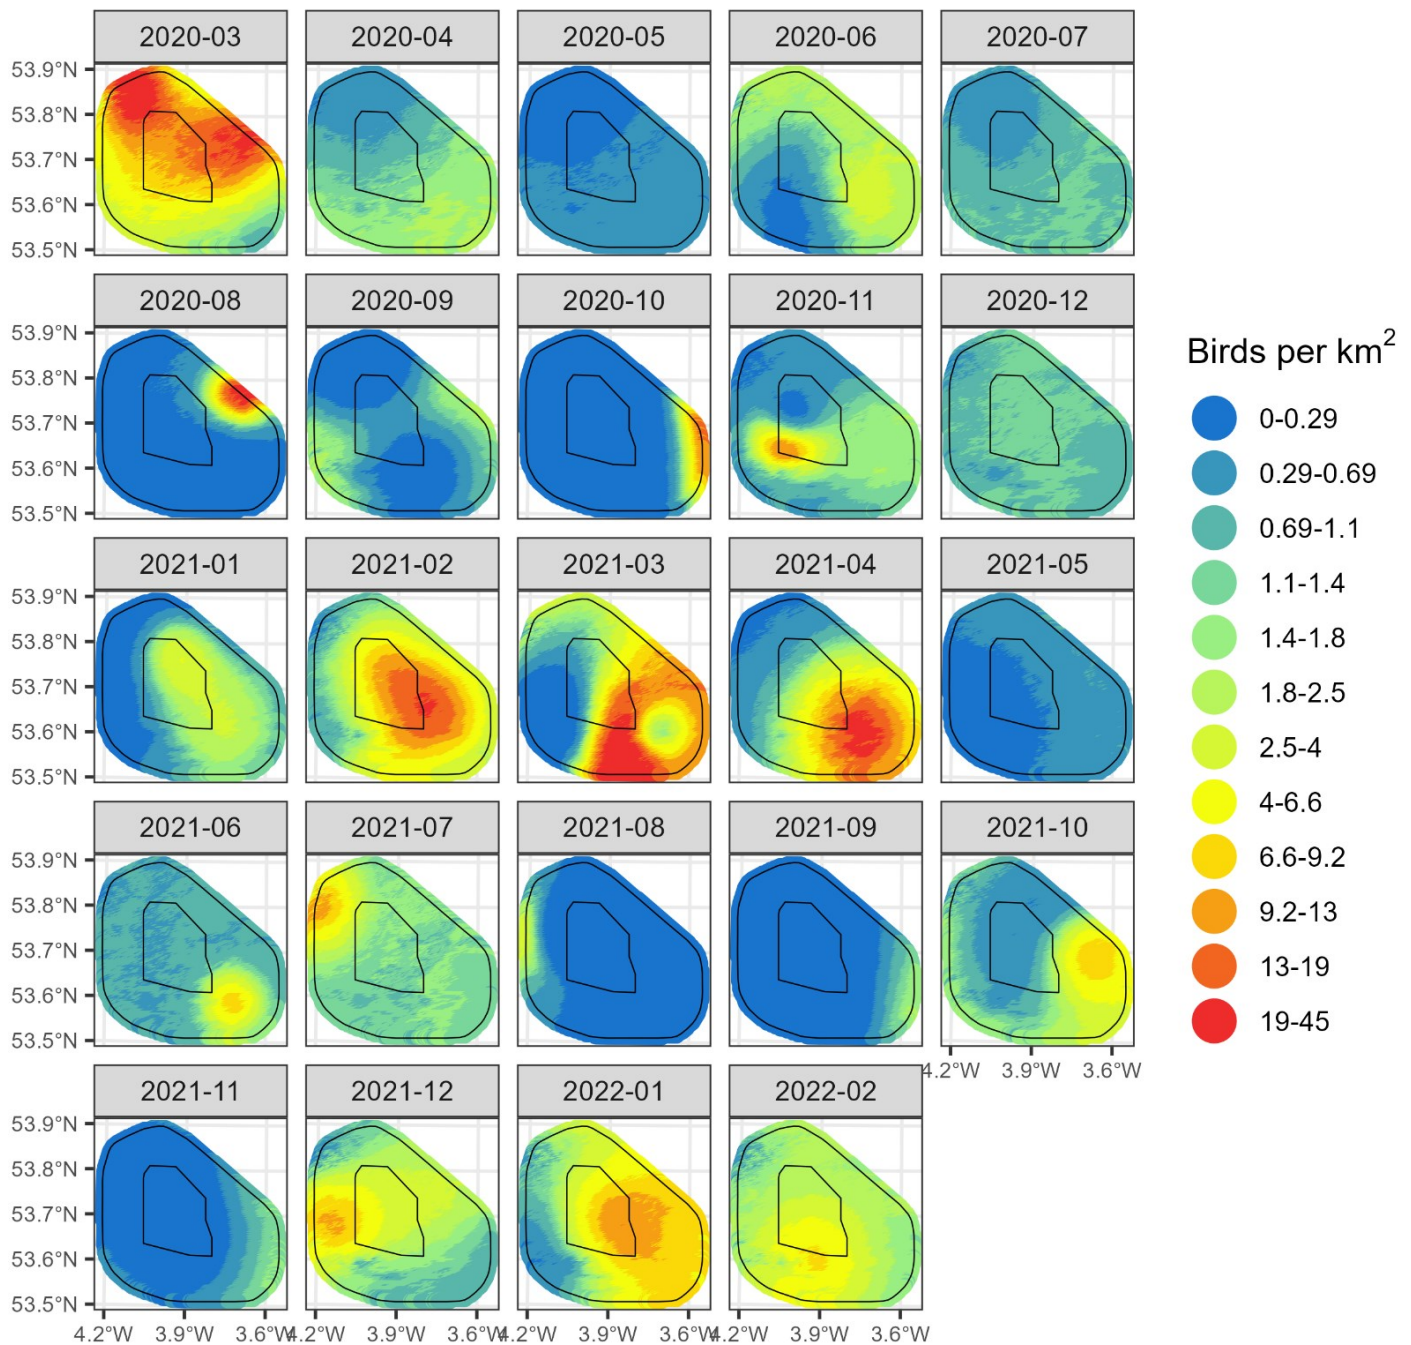 2020-03 2020-04 2020-05 2020-06 2020-07
53.9°N
53.8°N
53.7°N
53.6°N
53.5°N
2020-08 2020-09 2020-10 2020-11 2020-12
53.9°N
53.8°N
53.7°N
53.6°N
53.5°N
2021-01 2021-02 2021-03 2021-04 2021-05
53.9°N
53.8°N
53.7°N
53.6°N
53.5°N
2021-06 2021-07 2021-08 2021-09 2021-10
53.9°N
53.8°N
53.7°N
53.6°N
53.5°N
4.2°W 3.9°W 3.6°W
2021-11 2021-12 2022-01 2022-02
53.9°N
53.8°N
53.7°N
53.6°N
53.5°N
4.2°W 3.9°W 3.6°W 4.2°W 3.9°W 3.6°W 4.2°W 3.9°W 3.6°W 4.2°W 3.9°W 3.6°W
Birds per km²
0-0.29
0.29-0.69
0.69-1.1
1.1-1.4
1.4-1.8
1.8-2.5
2.5-4
4-6.6
6.6-9.2
9.2-13
13-19
19-45